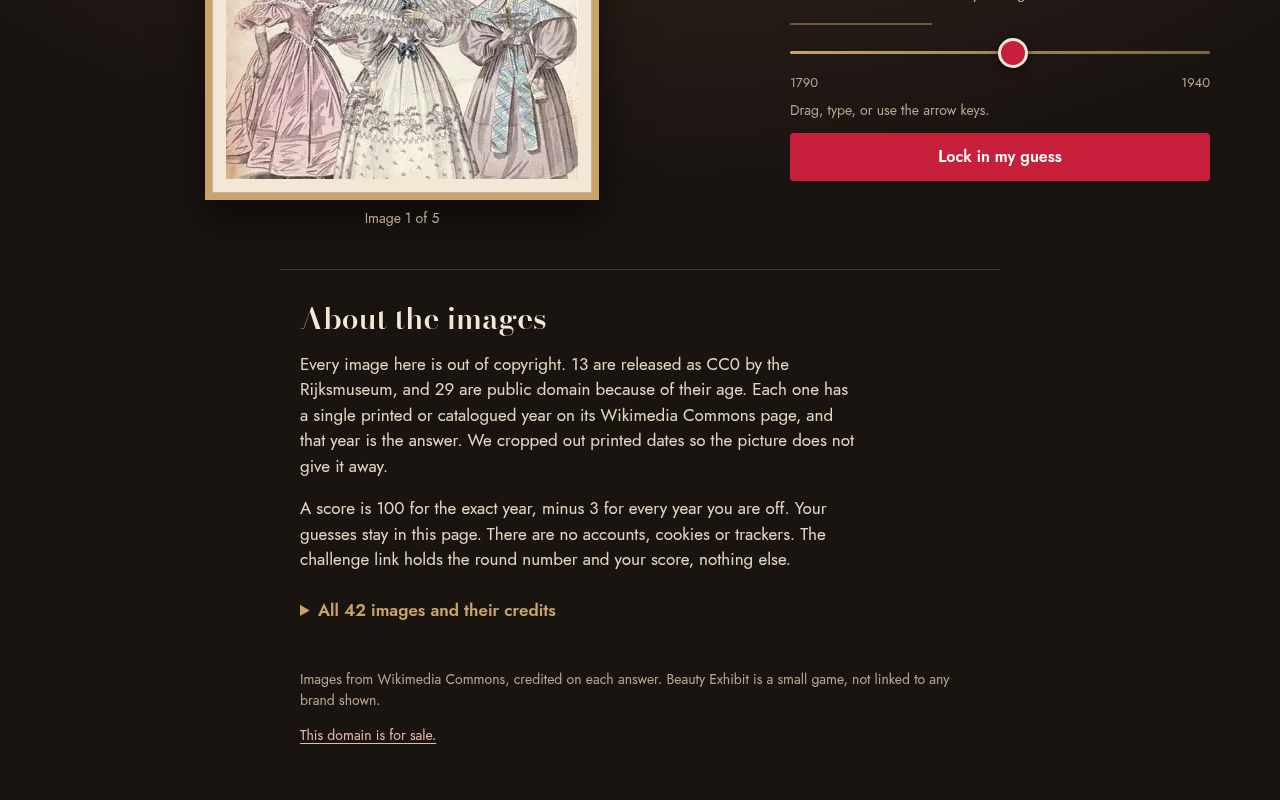 1790
1940
Drag, type, or use the arrow keys.
Lock in my guess
Image 1 of 5
About the images
Every image here is out of copyright. 13 are released as CC0 by the
Rijksmuseum, and 29 are public domain because of their age. Each one has
a single printed or catalogued year on its Wikimedia Commons page, and
that year is the answer. We cropped out printed dates so the picture does not
give it away.
A score is 100 for the exact year, minus 3 for every year you are off. Your
guesses stay in this page. There are no accounts, cookies or trackers. The
challenge link holds the round number and your score, nothing else.
All 42 images and their credits
Images from Wikimedia Commons, credited on each answer. Beauty Exhibit is a small game, not linked to any
brand shown.
This domain is for sale.